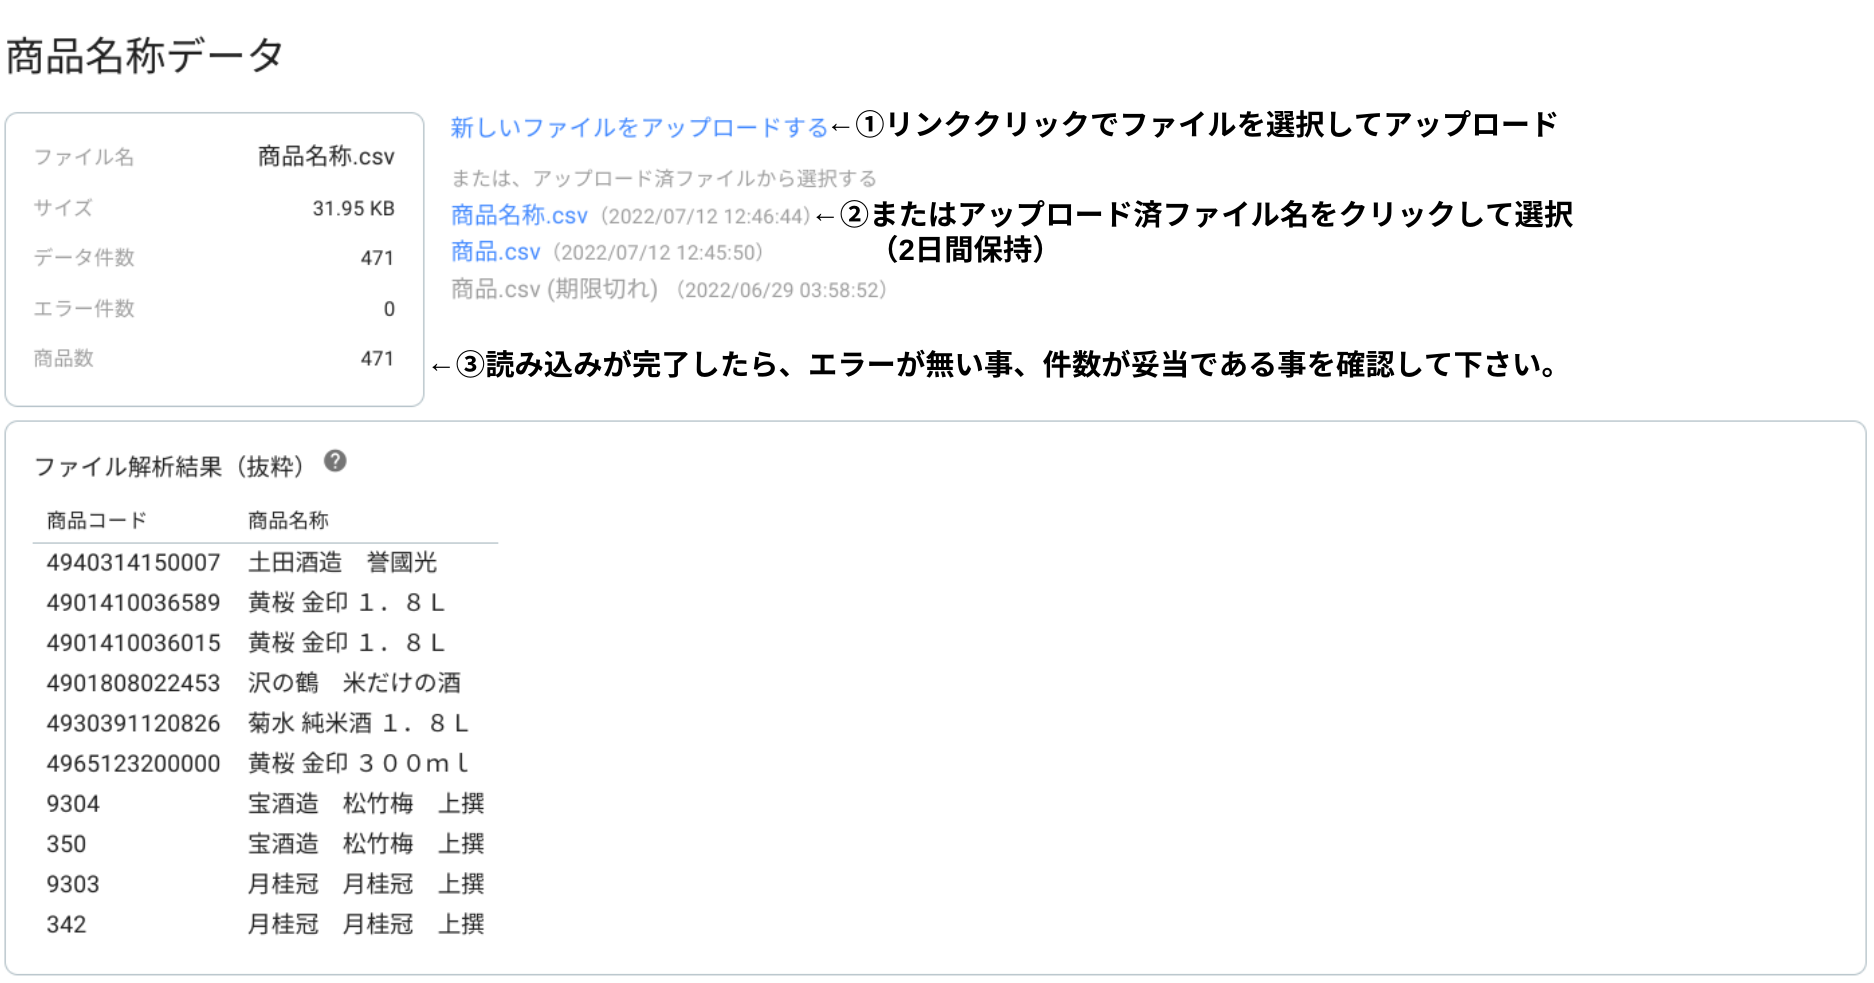 商品名称データ
ファイル名 商品名称.csv
サイズ 31.95 KB
データ件数 471
エラー件数 0
商品数 471
新しいファイルをアップロードする←①リンククリックでファイルを選択してアップロード
または、アップロード済ファイルから選択する
商品名称.csv（2022/07/12 12:46:44）←②またはアップロード済ファイル名をクリックして選択
（2日間保持）
商品.csv（2022/07/12 12:45:50）
商品.csv (期限切れ) （2022/06/29 03:58:52）
←③読み込みが完了したら、エラーが無い事、件数が妥当である事を確認して下さい。
ファイル解析結果（抜粋） ?
商品コード 商品名称
4940314150007 土田酒造　誉國光
4901410036589 黄桜 金印 １．８Ｌ
4901410036015 黄桜 金印 １．８Ｌ
4901808022453 沢の鶴　米だけの酒
4930391120826 菊水 純米酒 １．８Ｌ
4965123200000 黄桜 金印 ３００ｍｌ
9304 宝酒造　松竹梅　上撰
350 宝酒造　松竹梅　上撰
9303 月桂冠　月桂冠　上撰
342 月桂冠　月桂冠　上撰